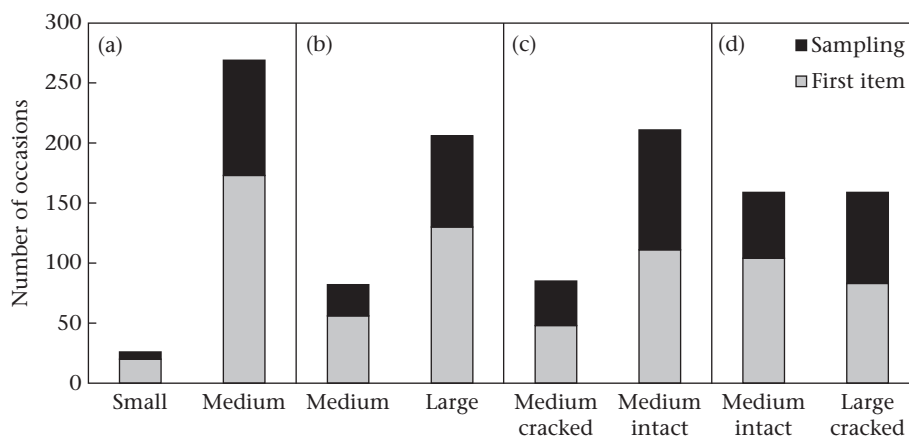 300
(a)
(b)
(c)
(d)
Sampling
First item
250
200
150
100
50
0
Number of occasions
Small
Medium
Medium
Large
Medium
cracked
Medium
intact
Medium
intact
Large
cracked